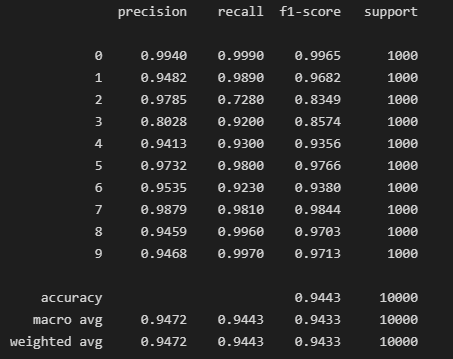 precision recall f1-score support
0 0.9940 0.9990 0.9965 1000
1 0.9482 0.9890 0.9682 1000
2 0.9785 0.7280 0.8349 1000
3 0.8028 0.9200 0.8574 1000
4 0.9413 0.9300 0.9356 1000
5 0.9732 0.9800 0.9766 1000
6 0.9535 0.9230 0.9380 1000
7 0.9879 0.9810 0.9844 1000
8 0.9459 0.9960 0.9703 1000
9 0.9468 0.9970 0.9713 1000
accuracy 0.9443 10000
macro avg 0.9472 0.9443 0.9433 10000
weighted avg 0.9472 0.9443 0.9433 10000